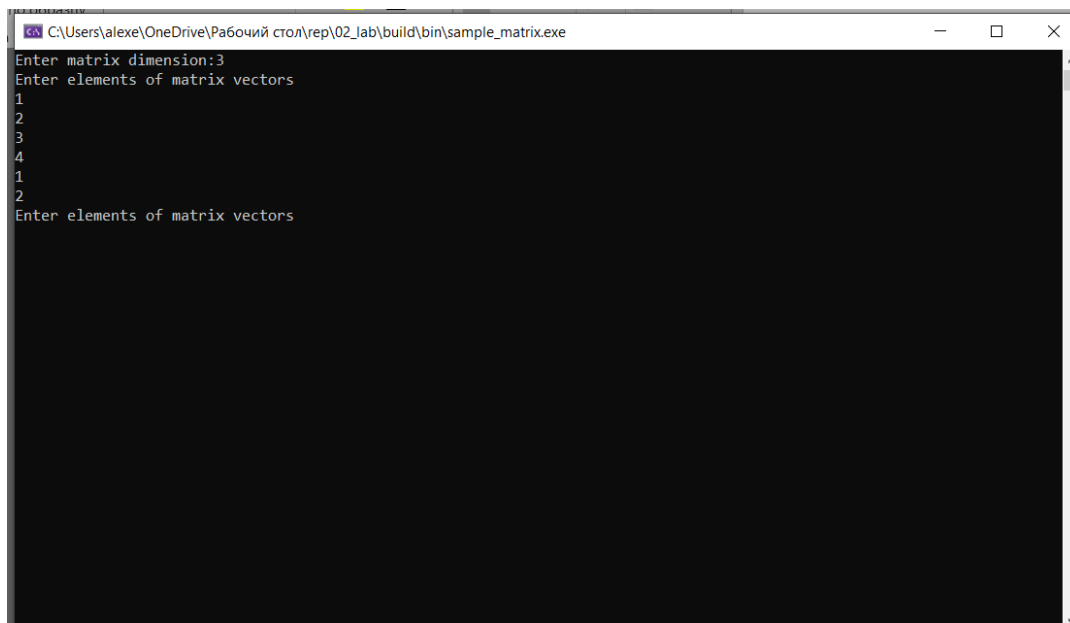 C:\Users\alexe\OneDrive\Рабочий стол\rep\02_lab\build\bin\sample_matrix.exe
Enter matrix dimension:3
Enter elements of matrix vectors
1
2
3
4
1
2
Enter elements of matrix vectors